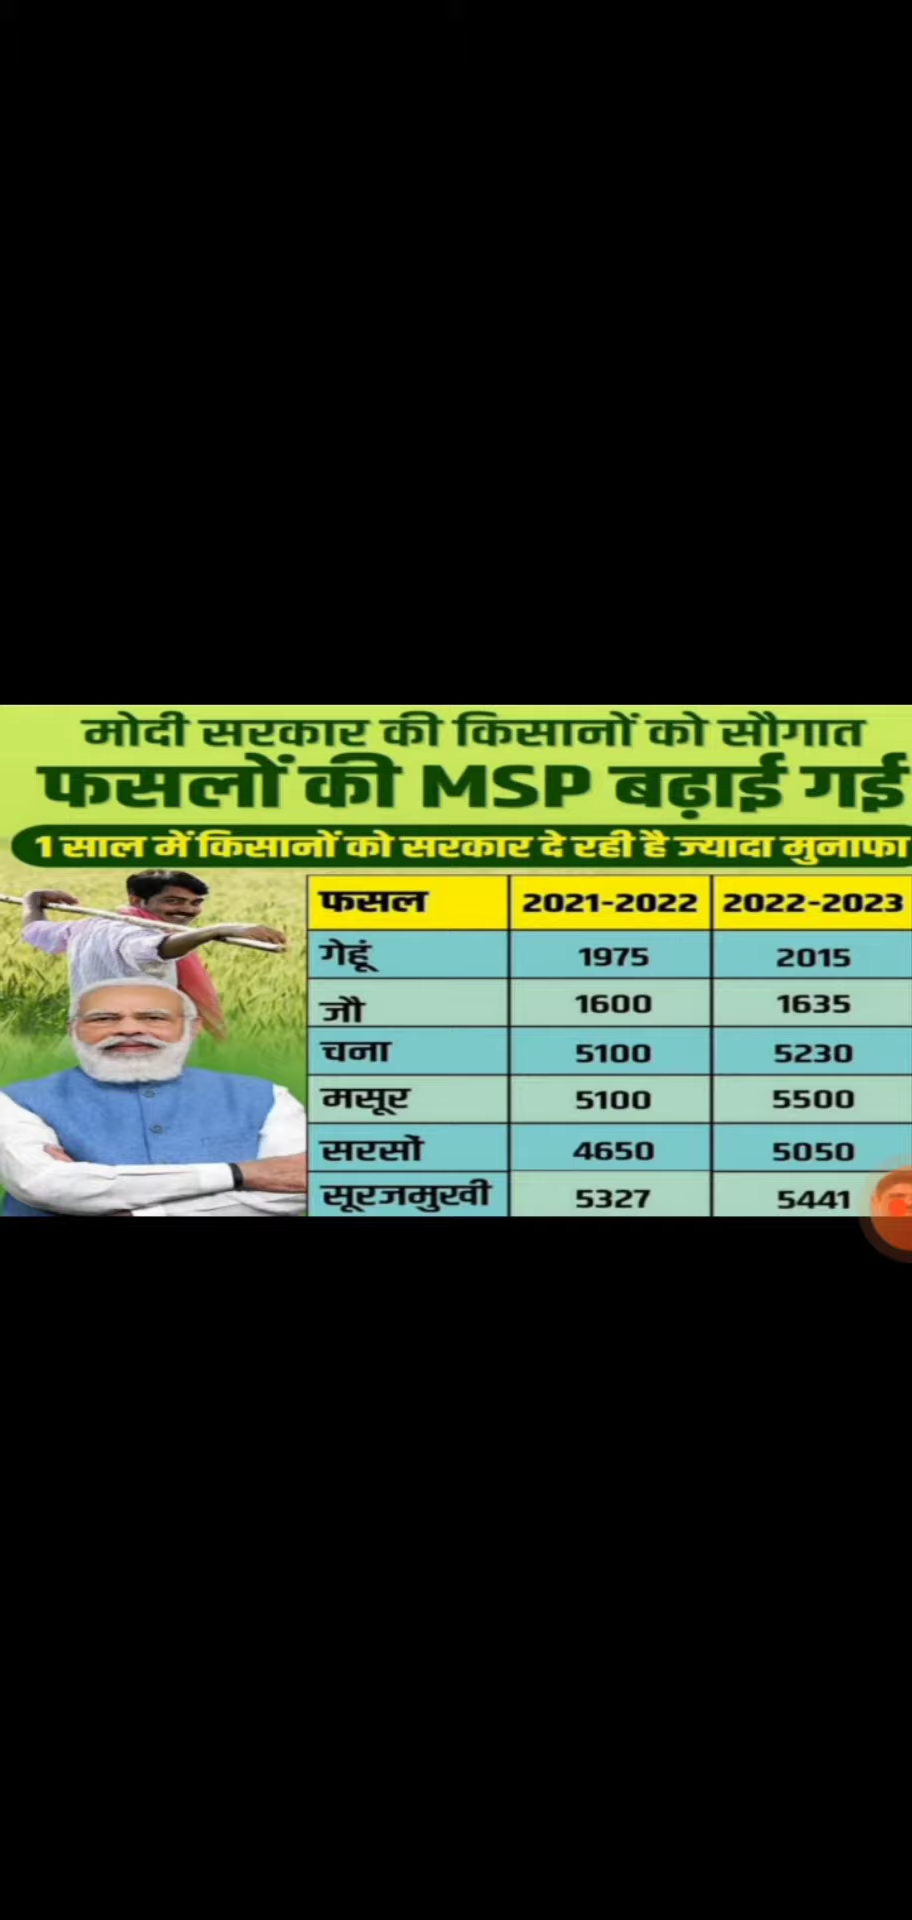 मोदी सरकार की किसानों को सौगात
फसलों की MSP बढ़ाई गई
1 साल में किसानों को सरकार दे रही है ज्यादा मुनाफा
फसल 2021-2022 2022-2023
गेहूं 1975 2015
जौ 1600 1635
चना 5100 5230
मसूर 5100 5500
सरसों 4650 5050
सूरजमुखी 5327 5441